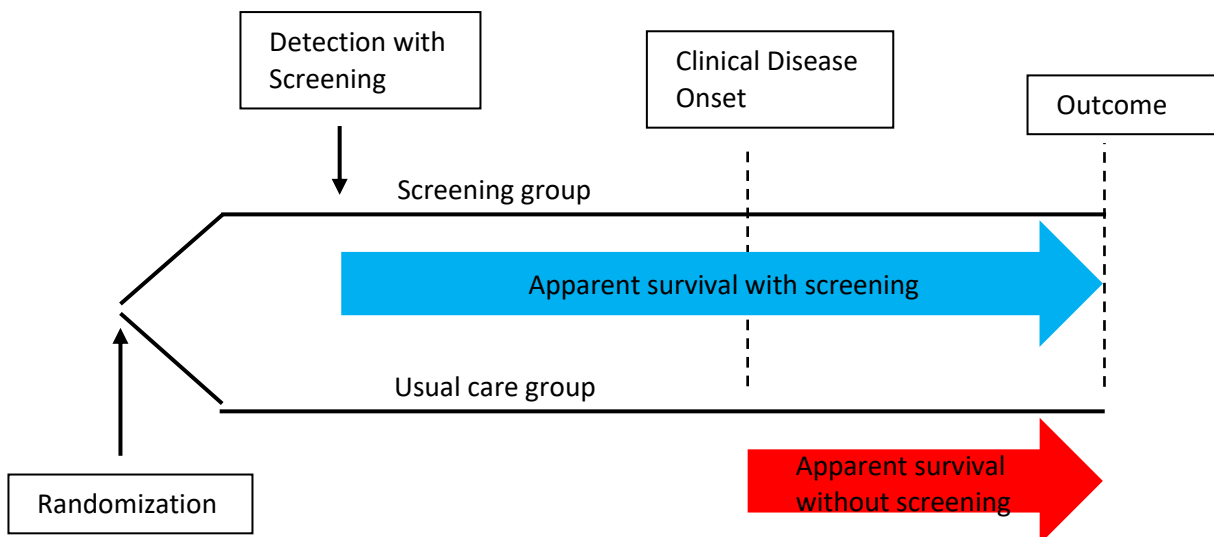 Detection with
Screening
Clinical Disease
Onset
Outcome
Screening group
Apparent survival with screening
Usual care group
Apparent survival
without screening
Randomization